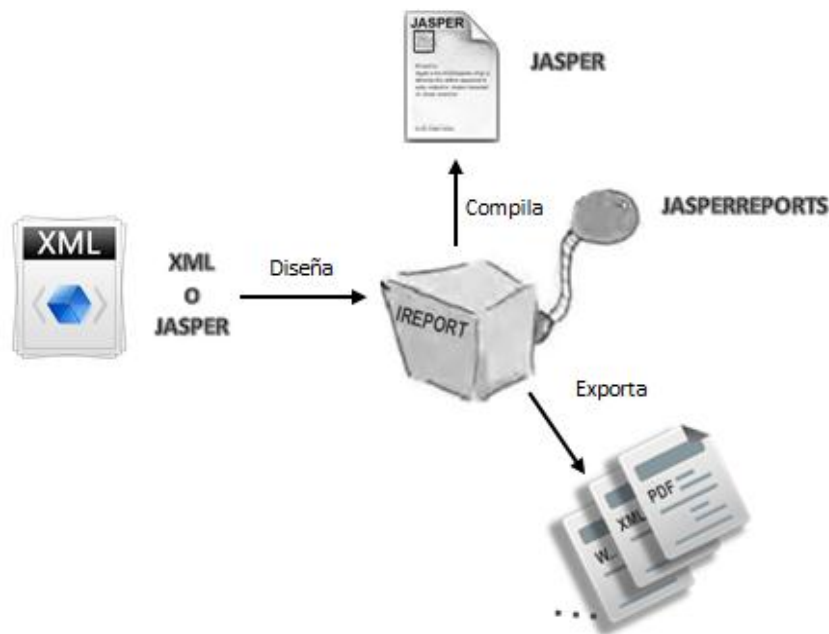 JASPER
JASPER
Compila
JASPERREPORTS
XML
XML
O
JASPER
Diseña
IREPORT
Exporta
PDF
XML
W...
...